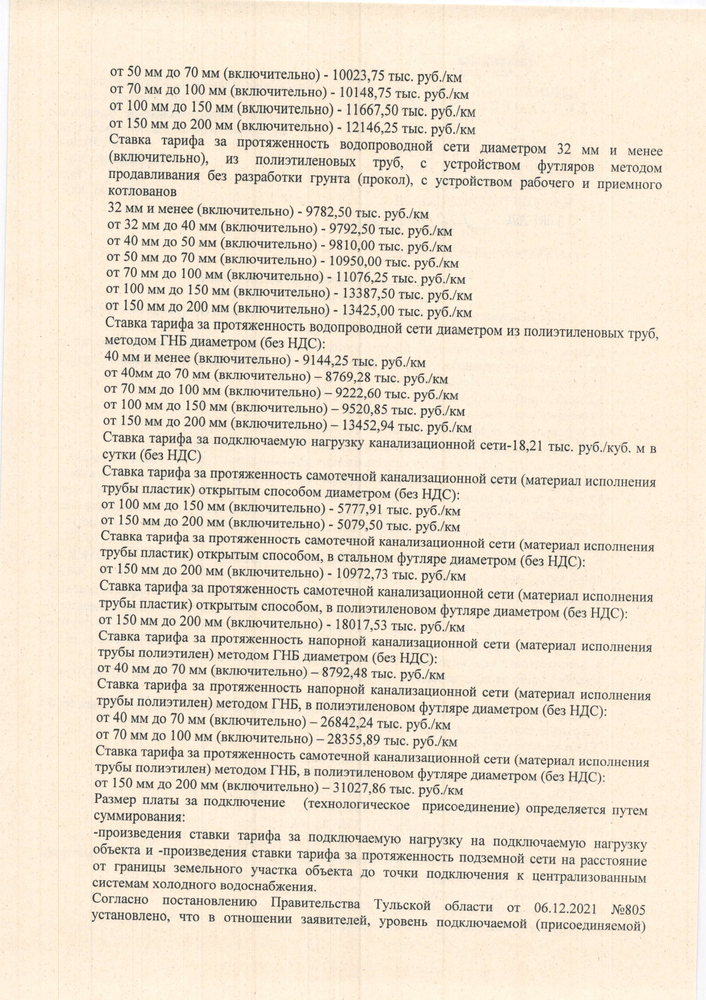 от 50 мм до 70 мм (включительно) - 10023,75 тыс. руб./км
от 70 мм до 100 мм (включительно) - 10148,75 тыс. руб./км
от 100 мм до 150 мм (включительно) - 11667,50 тыс. руб./км
от 150 мм до 200 мм (включительно) - 12146,25 тыс. руб./км
Ставка тарифа за протяженность водопроводной сети диаметром 32 мм и менее
(включительно), из полиэтиленовых труб, с устройством футляров методом
продавливания без разработки грунта (прокол), с устройством рабочего и приемного
котлованов
32 мм и менее (включительно) - 9782,50 тыс. руб./км
от 32 мм до 40 мм (включительно) - 9792,50 тыс. руб./км
от 40 мм до 50 мм (включительно) - 9810,00 тыс. руб./км
от 50 мм до 70 мм (включительно) - 10950,00 тыс. руб./км
от 70 мм до 100 мм (включительно) - 11076,25 тыс. руб./км
от 100 мм до 150 мм (включительно) - 13387,50 тыс. руб./км
от 150 мм до 200 мм (включительно) - 13425,00 тыс. руб./км
Ставка тарифа за протяженность водопроводной сети диаметром из полиэтиленовых труб,
методом ГНБ диаметром (без НДС):
40 мм и менее (включительно) - 9144,25 тыс. руб./км
от 40мм до 70 мм (включительно) – 8769,28 тыс. руб./км
от 70 мм до 100 мм (включительно) – 9222,60 тыс. руб./км
от 100 мм до 150 мм (включительно) – 9520,85 тыс. руб./км
от 150 мм до 200 мм (включительно) – 13452,94 тыс. руб./км
Ставка тарифа за подключаемую нагрузку канализационной сети-18,21 тыс. руб./куб. м в
сутки (без НДС)
Ставка тарифа за протяженность самотечной канализационной сети (материал исполнения
трубы пластик) открытым способом диаметром (без НДС):
от 100 мм до 150 мм (включительно) - 5777,91 тыс. руб./км
от 150 мм до 200 мм (включительно) - 5079,50 тыс. руб./км
Ставка тарифа за протяженность самотечной канализационной сети (материал исполнения
трубы пластик) открытым способом, в стальном футляре диаметром (без НДС):
от 150 мм до 200 мм (включительно) - 10972,73 тыс. руб./км
Ставка тарифа за протяженность самотечной канализационной сети (материал исполнения
трубы пластик) открытым способом, в полиэтиленовом футляре диаметром (без НДС):
от 150 мм до 200 мм (включительно) - 18017,53 тыс. руб./км
Ставка тарифа за протяженность напорной канализационной сети (материал исполнения
трубы полиэтилен) методом ГНБ диаметром (без НДС):
от 40 мм до 70 мм (включительно) – 8792,48 тыс. руб./км
Ставка тарифа за протяженность напорной канализационной сети (материал исполнения
трубы полиэтилен) методом ГНБ, в полиэтиленовом футляре диаметром (без НДС):
от 40 мм до 70 мм (включительно) – 26842,24 тыс. руб./км
от 70 мм до 100 мм (включительно) – 28355,89 тыс. руб./км
Ставка тарифа за протяженность самотечной канализационной сети (материал исполнения
трубы полиэтилен) методом ГНБ, в полиэтиленовом футляре диаметром (без НДС):
от 150 мм до 200 мм (включительно) – 31027,86 тыс. руб./км
Размер платы за подключение (технологическое присоединение) определяется путем
суммирования:
-произведения ставки тарифа за подключаемую нагрузку на подключаемую нагрузку
объекта и -произведения ставки тарифа за протяженность подземной сети на расстояние
от границы земельного участка объекта до точки подключения к централизованным
системам холодного водоснабжения.
Согласно постановлению Правительства Тульской области от 06.12.2021 №805
установлено, что в отношении заявителей, уровень подключаемой (присоединяемой)